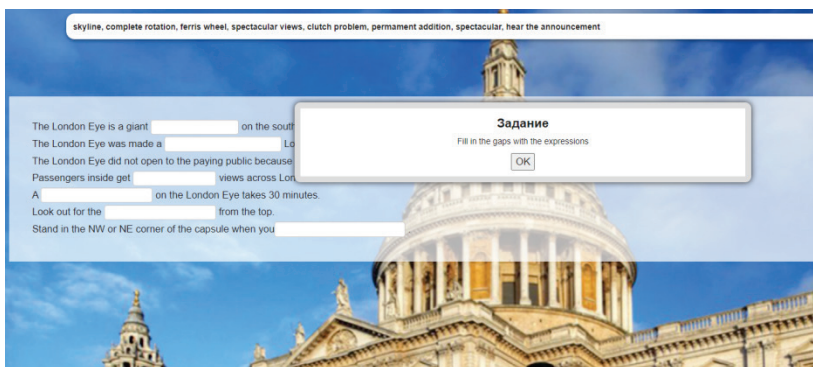 skyline, complete rotation, ferris wheel, spectacular views, clutch problem, permament addition, spectacular, hear the announcement
Задание
Fill in the gaps with the expressions
OK
The London Eye is a giant on the south
The London Eye was made a Lo
The London Eye did not open to the paying public because
Passengers inside get views across Lon
A on the London Eye takes 30 minutes.
Look out for the from the top.
Stand in the NW or NE corner of the capsule when you